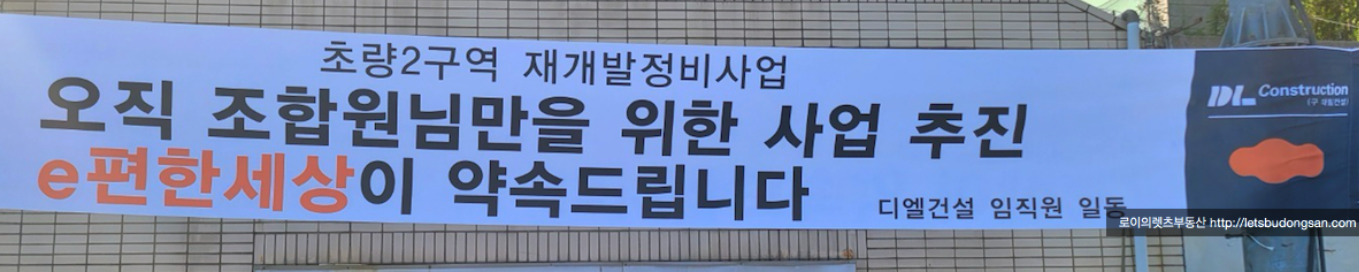 초량2구역 재개발정비사업
오직 조합원님만을 위한 사업 추진
e편한세상이 약속드립니다
디엘건설 임직원 일동
DL Construction
(구 대림건설)
로이의렛츠부동산 http://letsbudongsan.com